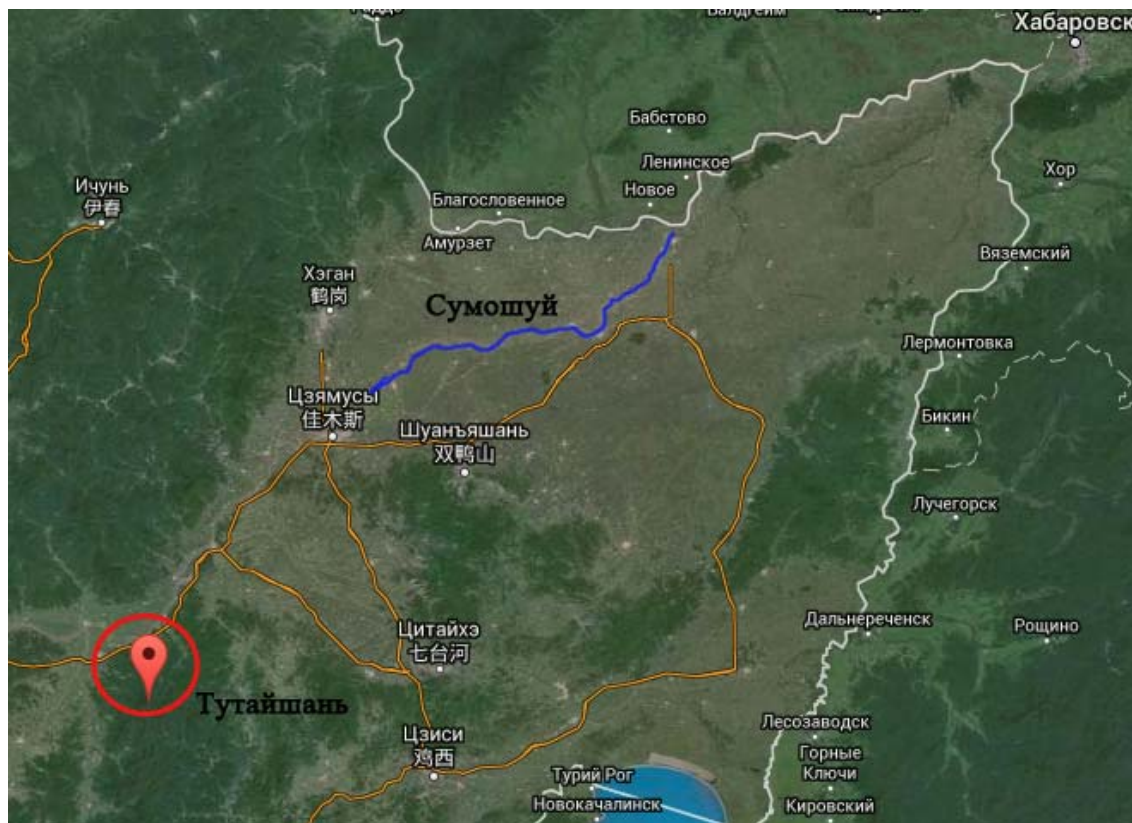 Хабаровск
Бабстово
Ленинское
Новое
Хор
Ичунь
伊春
Благословенное
Амурзет
Вяземский
Хэган
鹤岗
Сумошуй
Лермонтовка
Цзямусы
佳木斯
Бикин
Шуанъяшань
双鸭山
Лучегорск
Дальнереченск
Рощино
Цитайхэ
七台河
Тутайшань
Лесозаводск
Цзиси
鸡西
Горные
Ключи
Турий Рог
Новокачалинск
Кировский